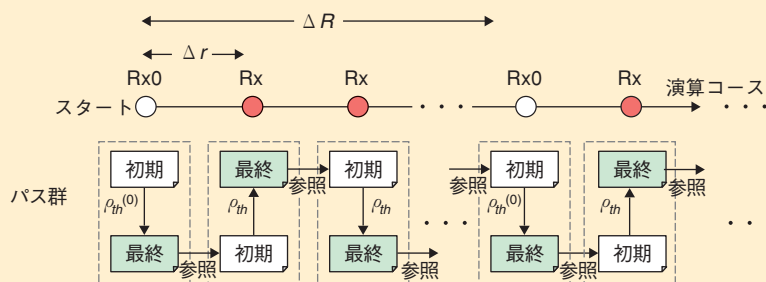 Δ R
Δ r
Rx0 Rx Rx Rx0 Rx
スタート ・・・ 演算コース ・・・
パス群
初期 最終 初期 初期 最終
参照 参照 参照
ρth(0) ρth ρth ・・・ ρth(0) ρth ・・
最終 初期 最終 最終 初期
参照 参照 参照